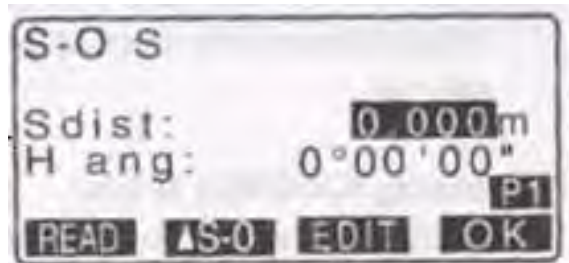 S-O S
Sdist: 0.000m
H ang: 0°00'00"
P1
READ ▲S-O EDIT OK